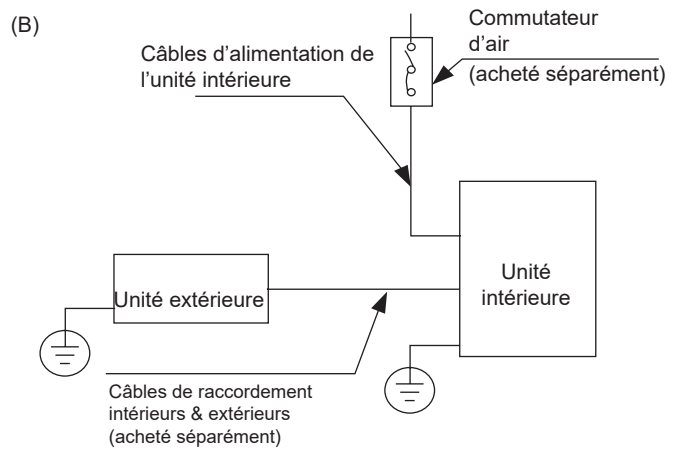 (B)
Commutateur
d’air
(acheté séparément)
Câbles d’alimentation de
l’unité intérieure
Unité
intérieure
Unité extérieure
Câbles de raccordement
intérieurs & extérieurs
(acheté séparément)